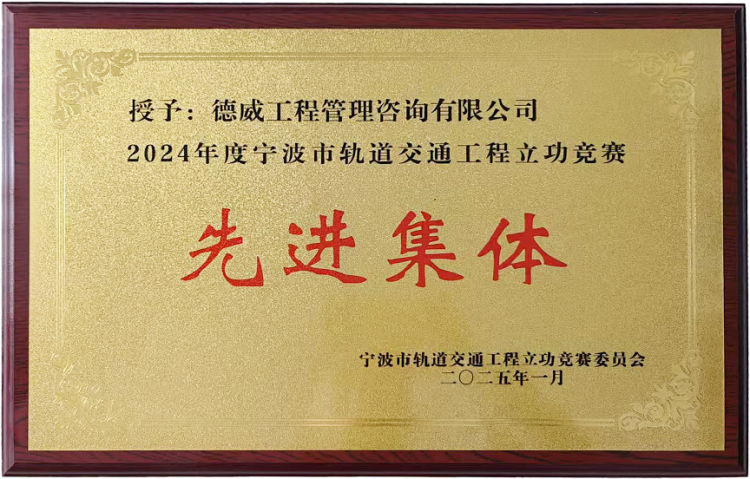 授予：德威工程管理咨询有限公司
2024年度宁波市轨道交通工程立功竞赛
先进集体
宁波市轨道交通工程立功竞赛委员会
二〇二五年一月